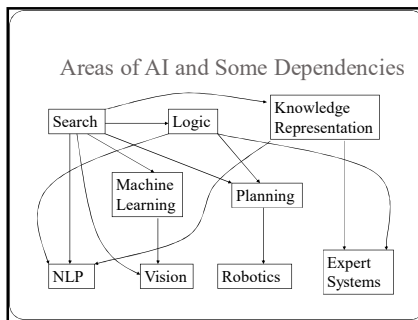 Areas of AI and Some Dependencies
Search
Logic
Knowledge
Representation
Machine
Learning
Planning
NLP
Vision
Robotics
Expert
Systems